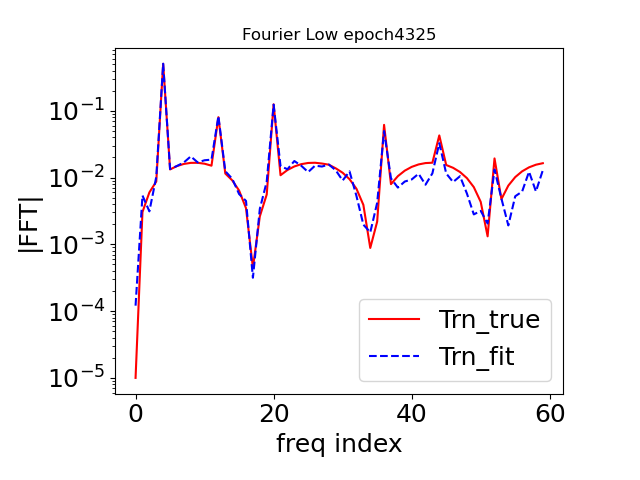 Fourier Low epoch4325
|FFT|
10⁻¹
10⁻²
10⁻³
10⁻⁴
10⁻⁵
Trn_true
Trn_fit
0 20 40 60
freq index